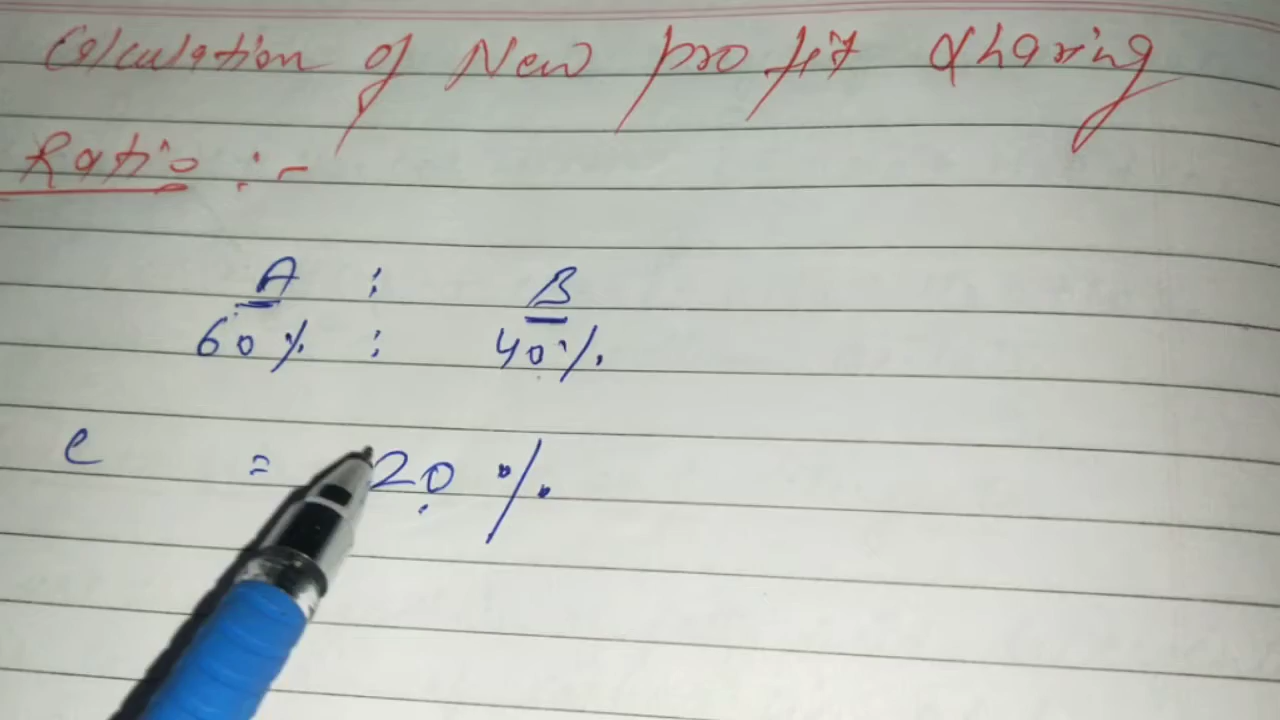 Calculation of New profit Sharing
Ratio :-
A : B
60% : 40%.
C = 20 %